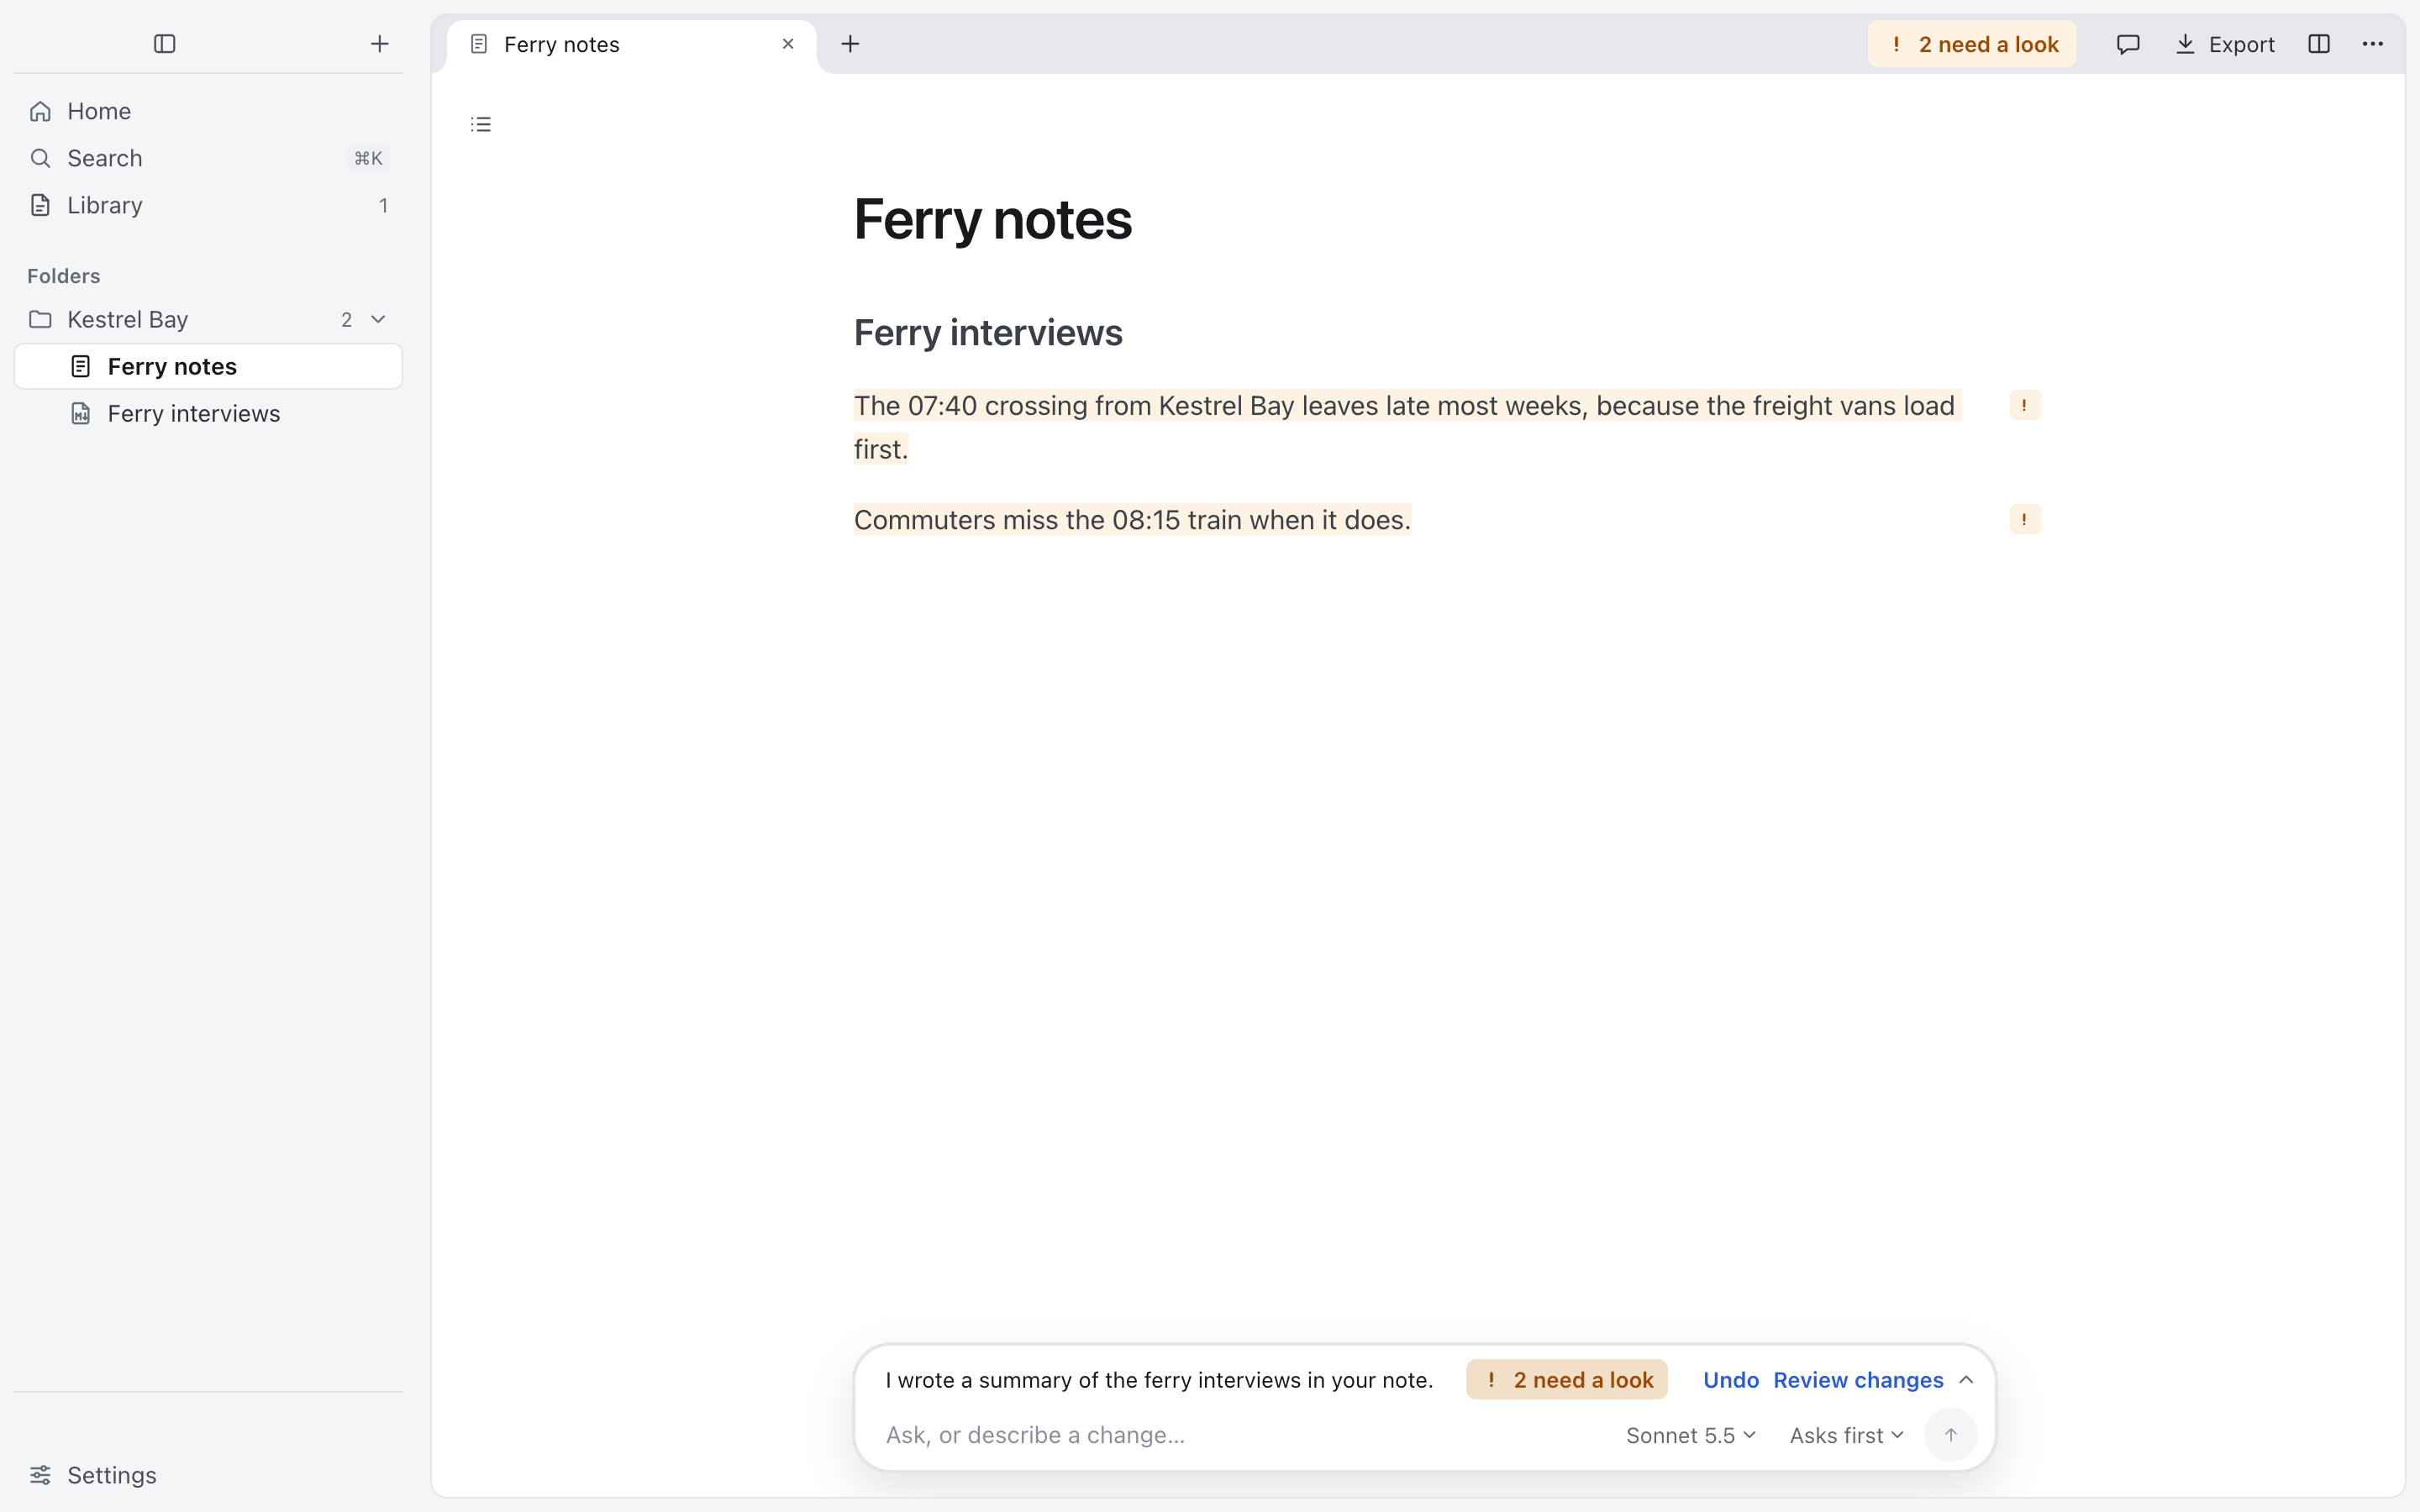 Ferry notes
! 2 need a look
Export
Home
Search ⌘K
Library 1
Folders
Kestrel Bay 2
Ferry notes
Ferry interviews
Settings
Ferry notes
Ferry interviews
The 07:40 crossing from Kestrel Bay leaves late most weeks, because the freight vans load !
first.
Commuters miss the 08:15 train when it does. !
I wrote a summary of the ferry interviews in your note. ! 2 need a look Undo Review changes
Ask, or describe a change... Sonnet 5.5 Asks first